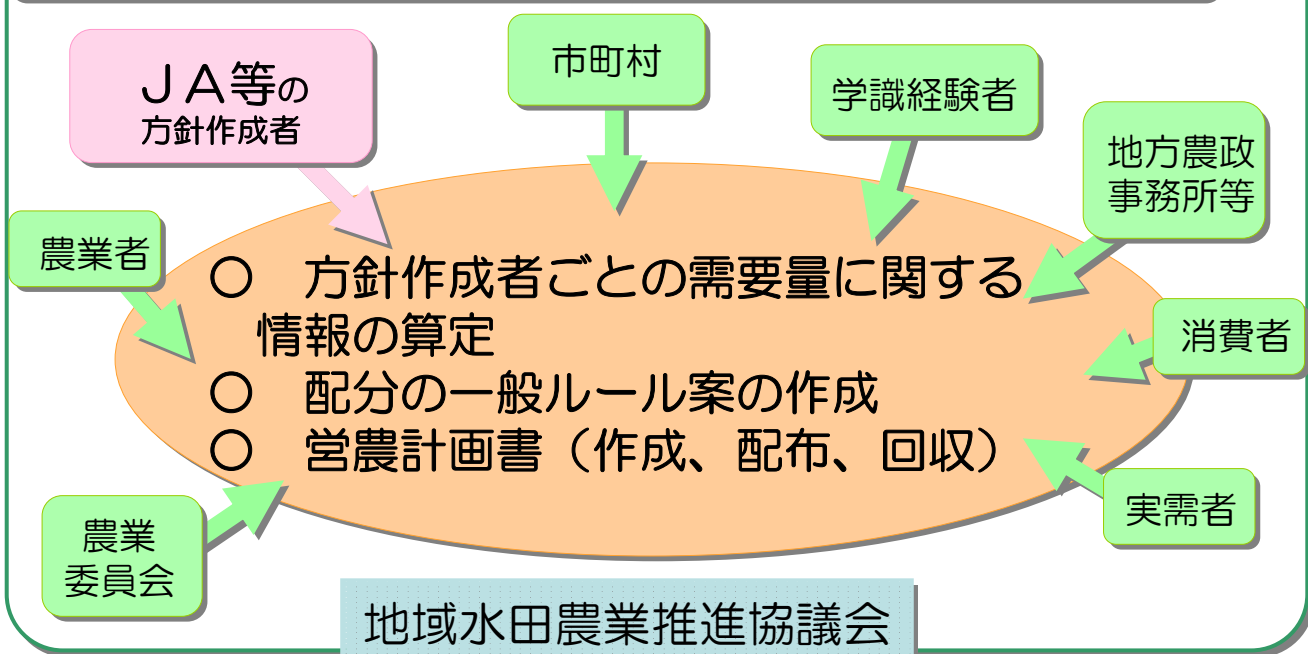 JA等の
方針作成者
市町村
学識経験者
地方農政
事務所等
農業者
○　方針作成者ごとの需要量に関する
情報の算定
○　配分の一般ルール案の作成
○　営農計画書（作成、配布、回収）
消費者
実需者
農業
委員会
地域水田農業推進協議会